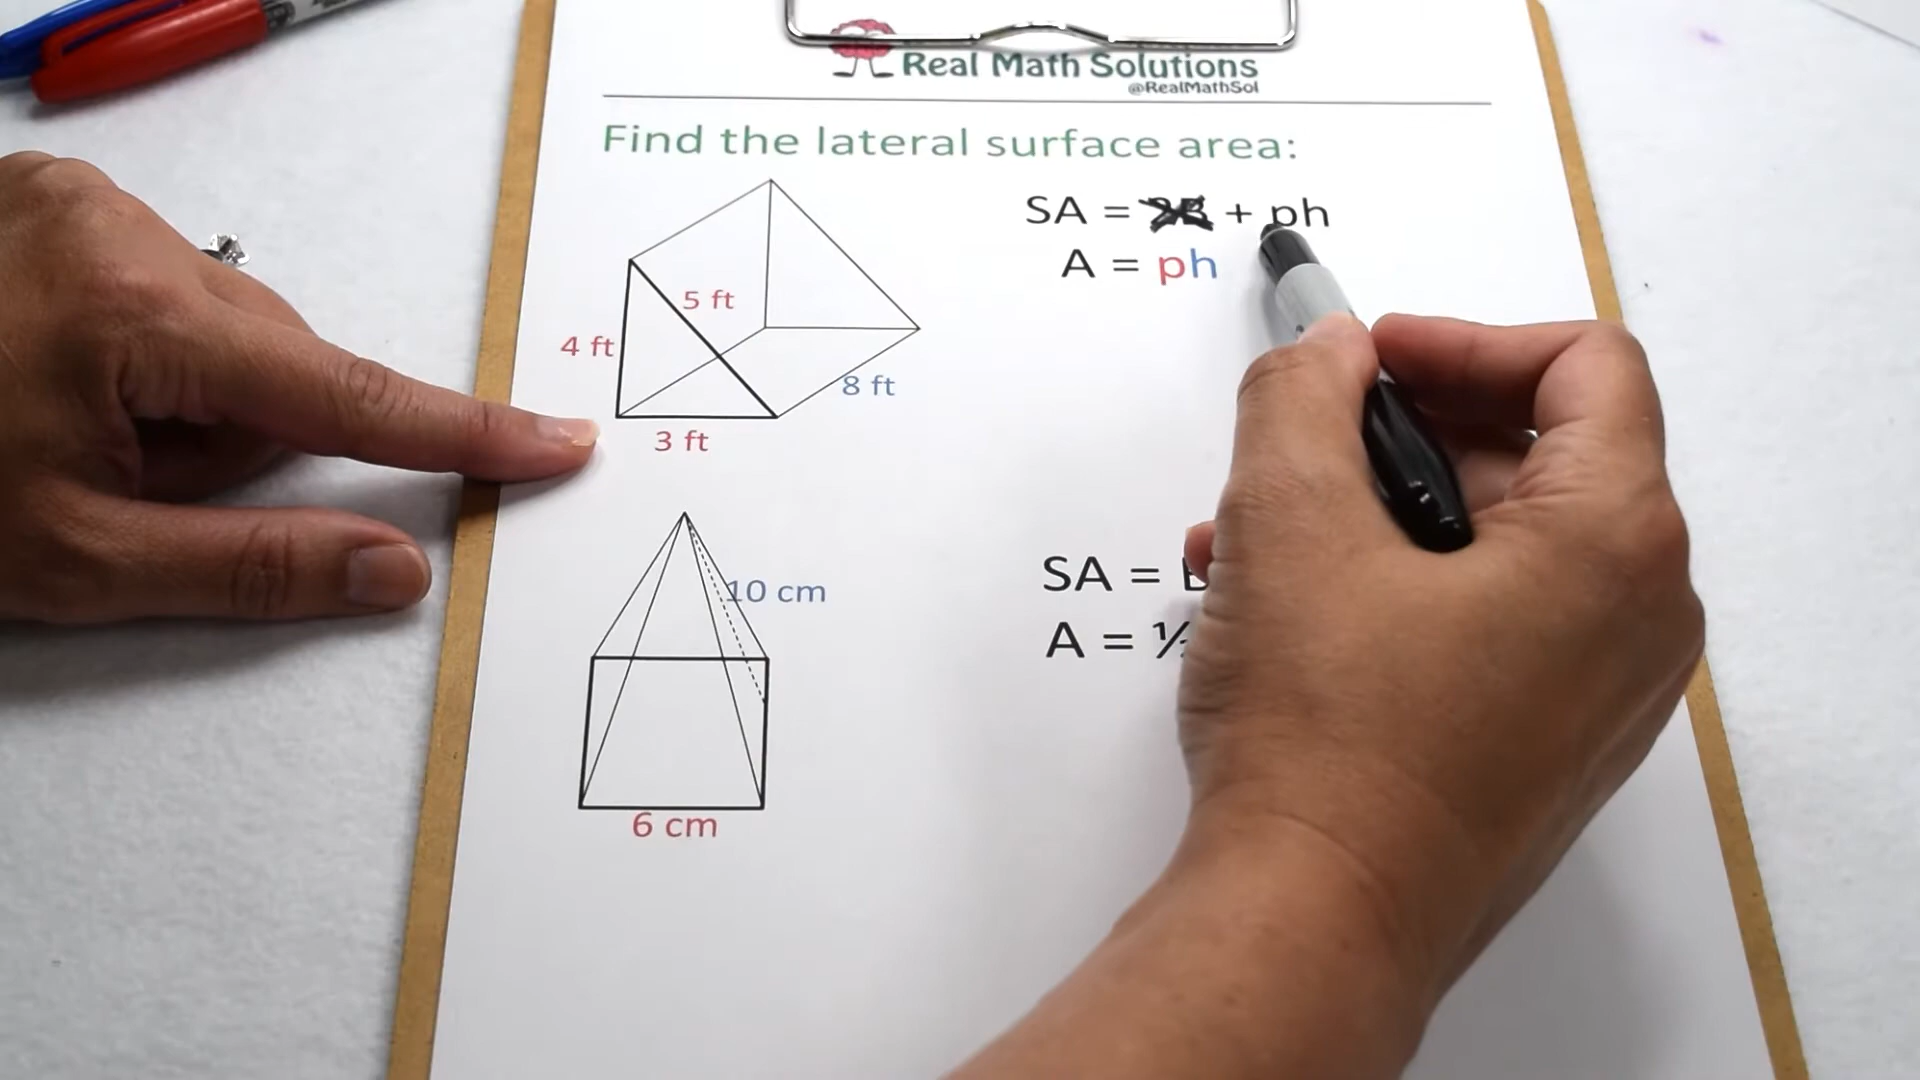 Real Math Solutions
@RealMathSol
Find the lateral surface area:
SA = 2B + ph
A = ph
5 ft
4 ft
8 ft
3 ft
10 cm
SA =
A =
6 cm